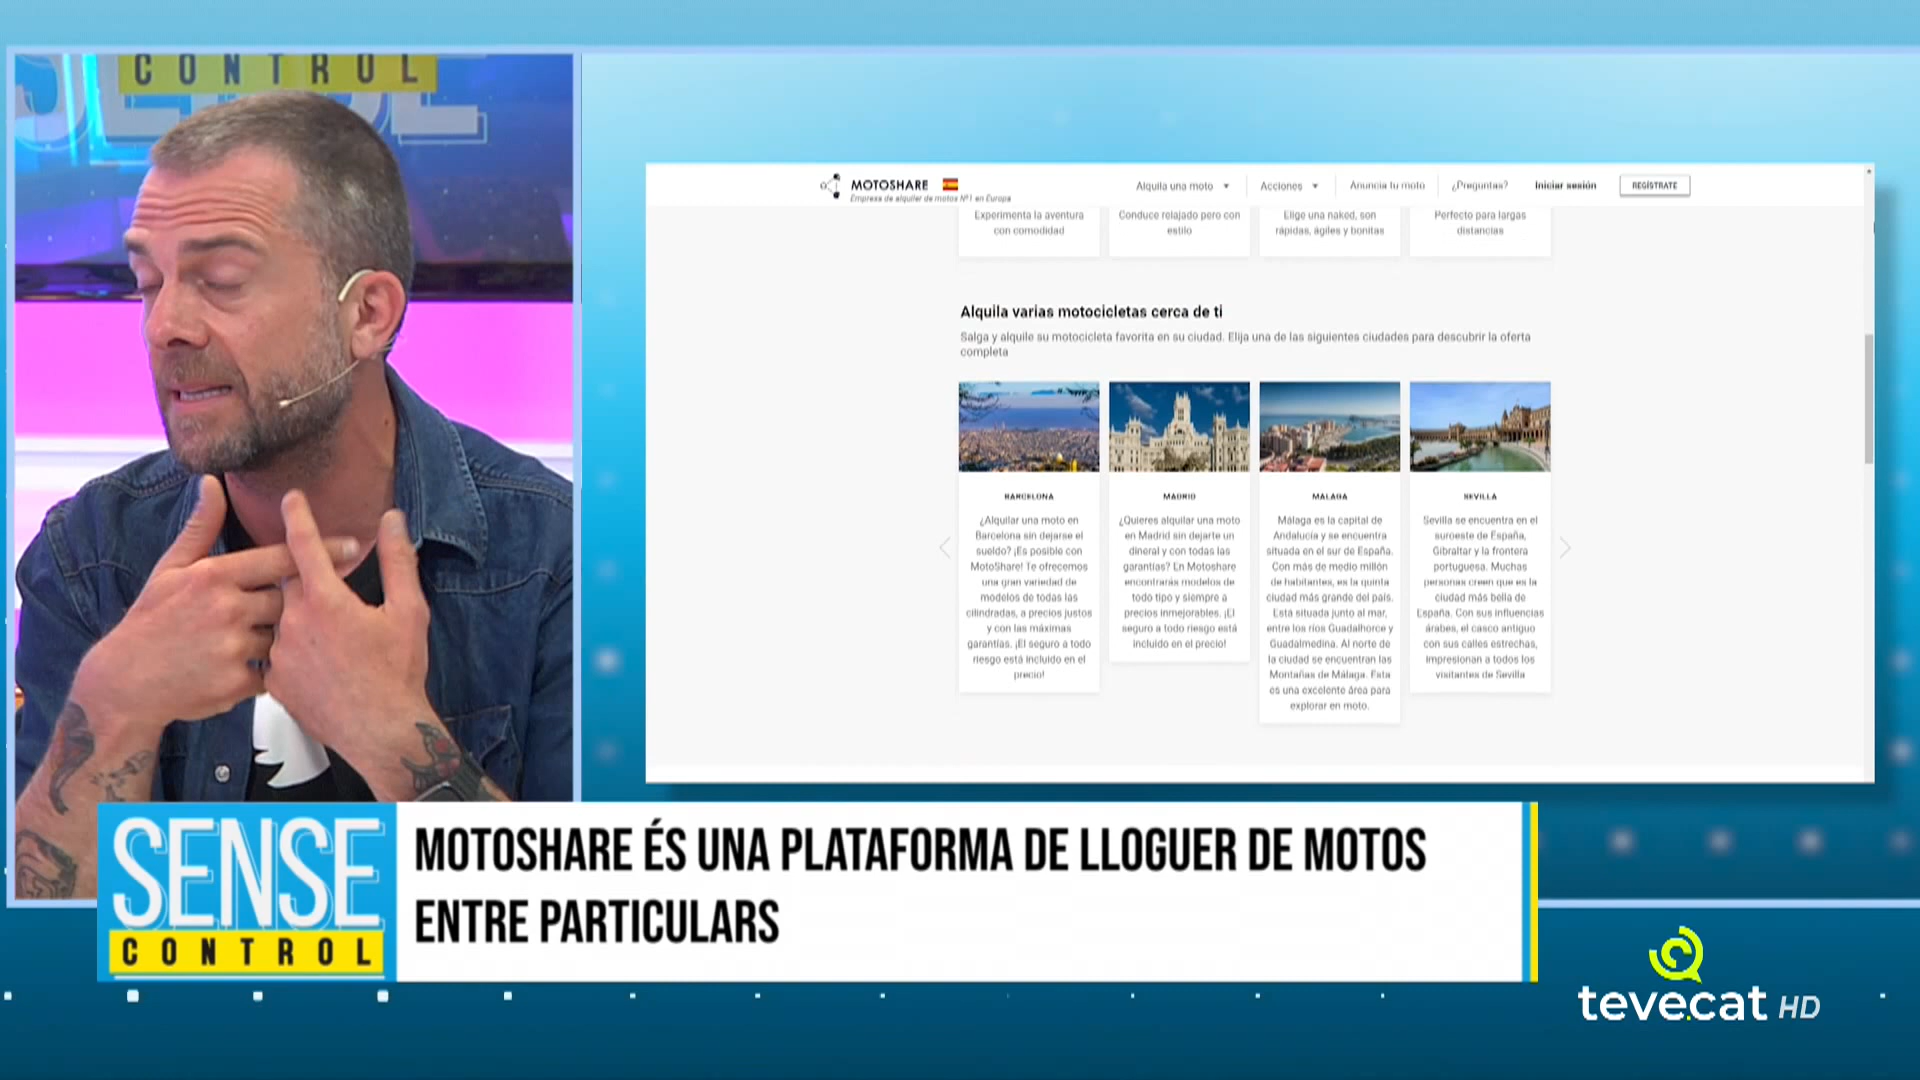 CONTROL
SENSE
MOTOSHARE
Empresa de alquiler de motos Nº1 en Europa
Alquila una moto
Acciones
Anuncia tu moto
¿Preguntas?
Iniciar sesión
REGÍSTRATE
Experimenta la aventura
con comodidad
Conduce relajado pero con
estilo
Elige una naked, son
rápidas, ágiles y bonitas
Perfecto para largas
distancias
Alquila varias motocicletas cerca de ti
Salga y alquile su motocicleta favorita en su ciudad. Elija una de las siguientes ciudades para descubrir la oferta
completa
BARCELONA
¿Alquilar una moto en
Barcelona sin dejarse el
sueldo? ¡Es posible con
MotoShare! Te ofrecemos
una gran variedad de
modelos de todas las
cilindradas, a precios justos
y con las máximas
garantías. ¡El seguro a todo
riesgo está incluido en el
precio!
MADRID
¿Quieres alquilar una moto
en Madrid sin dejarte un
dineral y con todas las
garantías? En Motoshare
encontrarás modelos de
todo tipo y siempre a
precios inmejorables. ¡El
seguro a todo riesgo está
incluido en el precio!
MÁLAGA
Málaga es la capital de
Andalucía y se encuentra
situada en el sur de España.
Con más de medio millón
de habitantes, es la quinta
ciudad más grande del país.
Está situada junto al mar,
entre los ríos Guadalhorce y
Guadalmedina. Al norte de
la ciudad se encuentran las
Montañas de Málaga. Esta
es una excelente área para
explorar en moto.
SEVILLA
Sevilla se encuentra en el
suroeste de España,
Gibraltar y la frontera
portuguesa. Muchas
personas creen que es la
ciudad más bella de
España. Con sus influencias
árabes, el casco antiguo
con sus calles estrechas,
impresionan a todos los
visitantes de Sevilla
SENSE
CONTROL
MOTOSHARE ÉS UNA PLATAFORMA DE LLOGUER DE MOTOS
ENTRE PARTICULARS
teve.cat HD